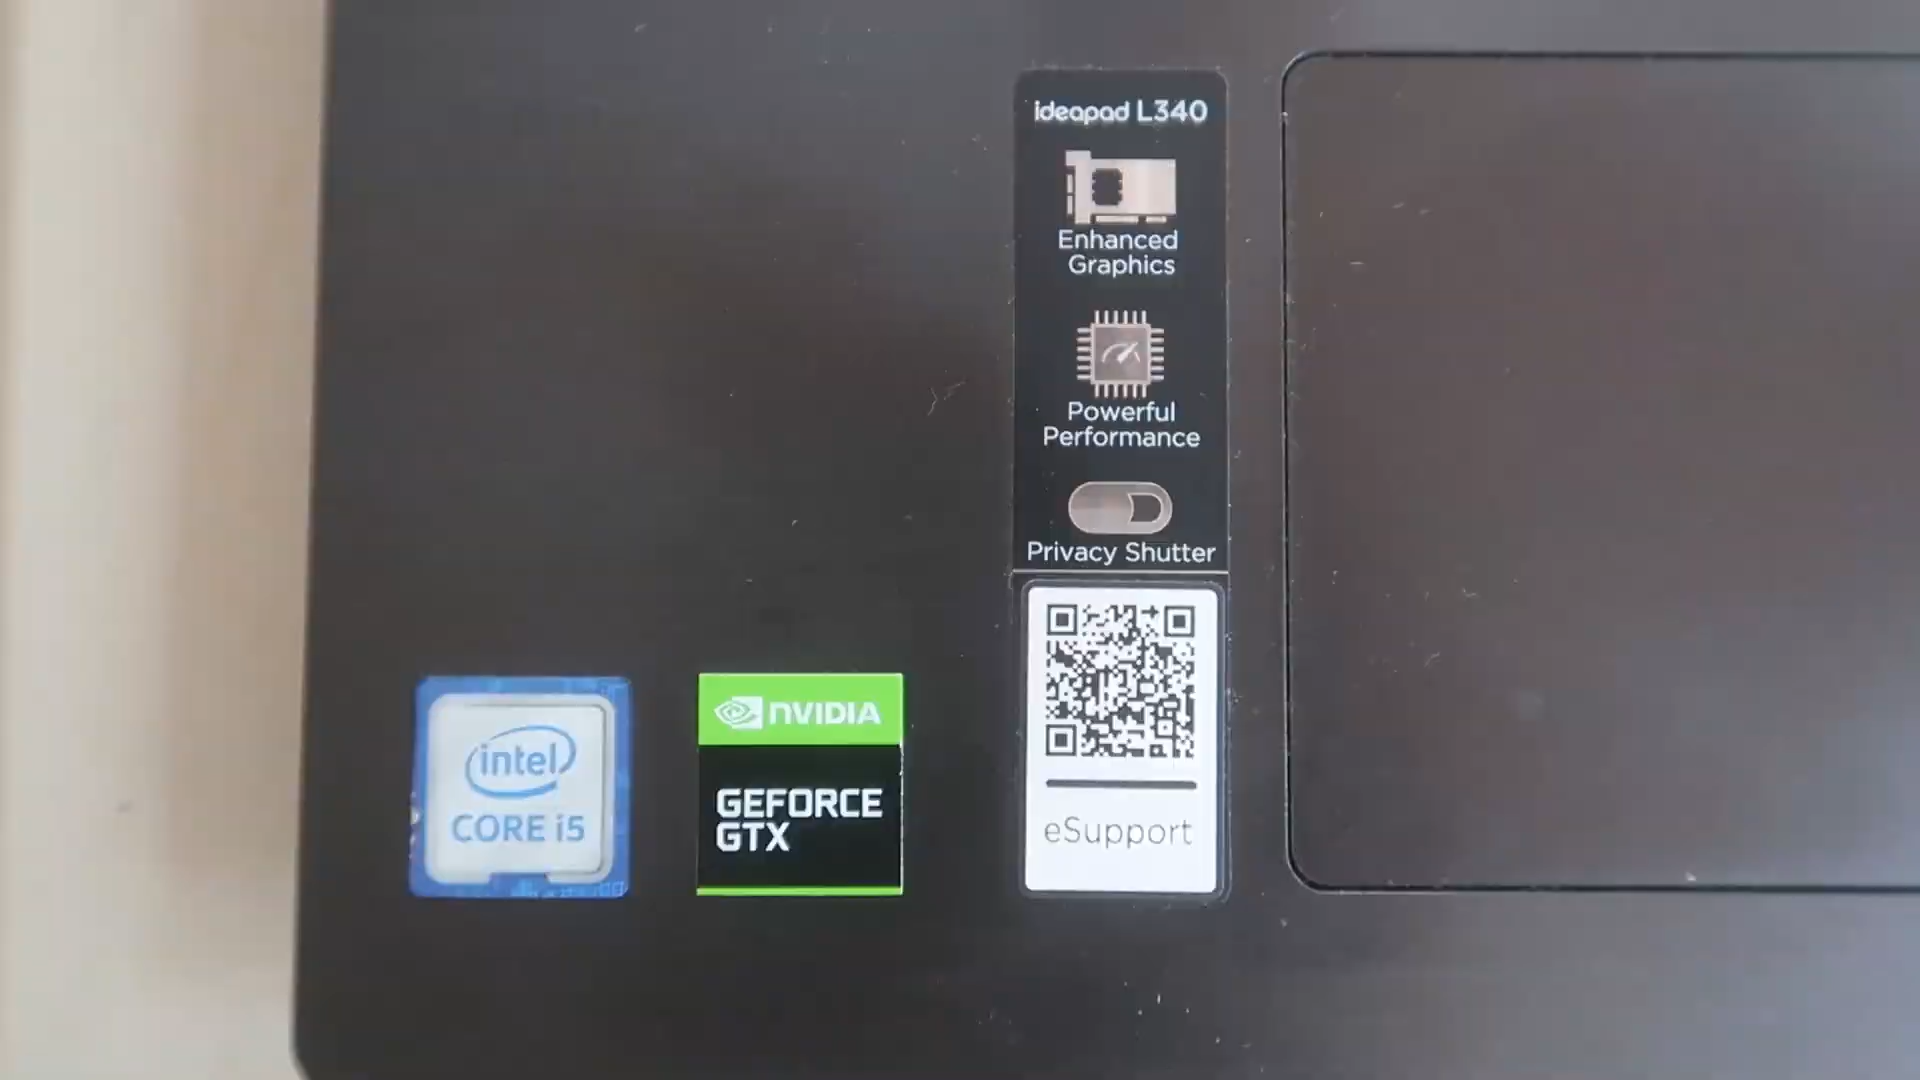 ideapad L340
Enhanced
Graphics
Powerful
Performance
Privacy Shutter
eSupport
intel
CORE i5
NVIDIA
GEFORCE
GTX